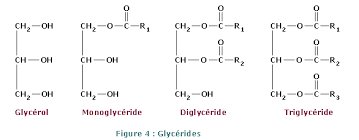 O O O
CH₂—OH CH₂—O—C—R₁ CH₂—O—C—R₁ CH₂—O—C—R₁
O O
CH—OH CH—OH CH—O—C—R₂ CH—O—C—R₂
O
CH₂—OH CH₂—OH CH₂—OH CH₂—O—C—R₃
Glycérol Monoglycéride Diglycéride Triglycéride
Figure 4 : Glycérides